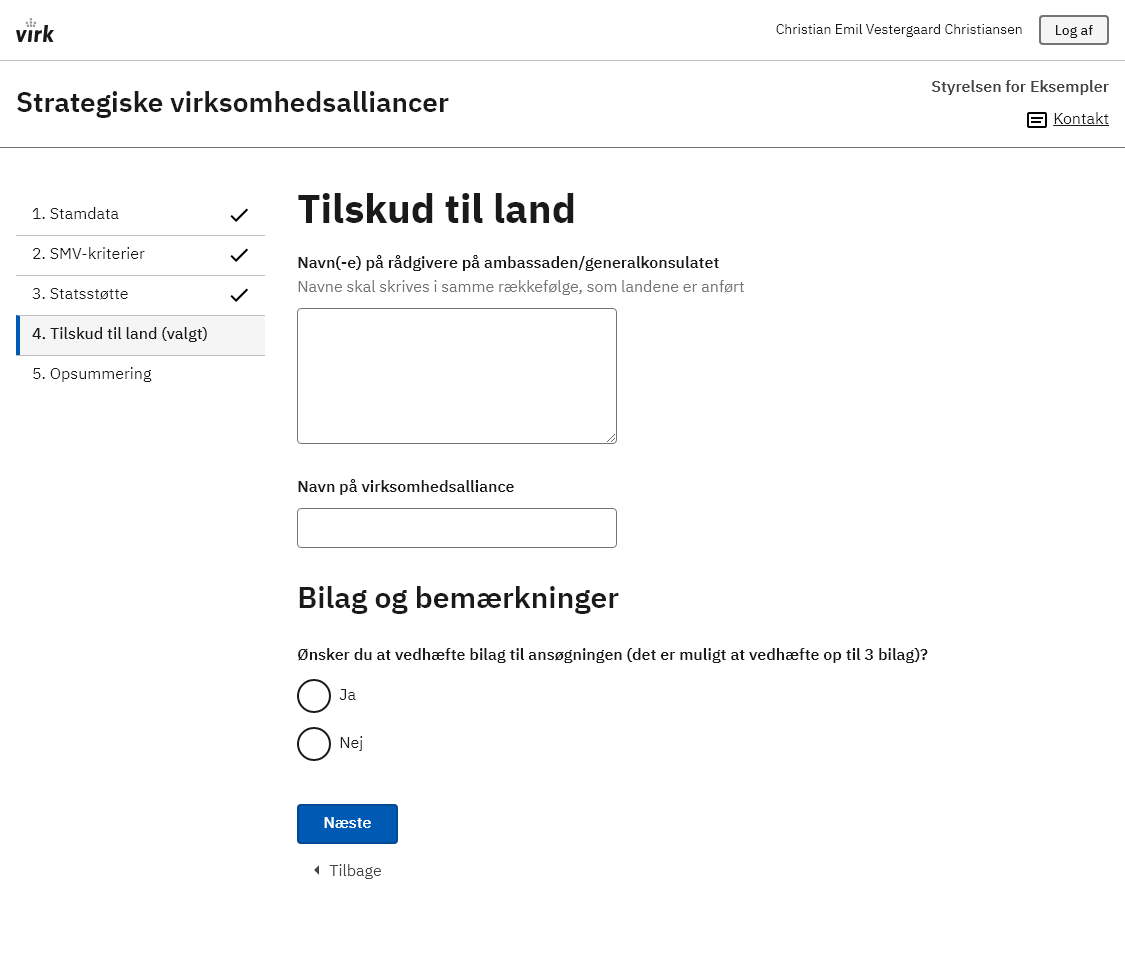 virk
Christian Emil Vestergaard Christiansen
Log af
Strategiske virksomhedsalliancer
Styrelsen for Eksempler
Kontakt
1. Stamdata
2. SMV-kriterier
3. Statsstøtte
4. Tilskud til land (valgt)
5. Opsummering
Tilskud til land
Navn(-e) på rådgivere på ambassaden/generalkonsulatet
Navne skal skrives i samme rækkefølge, som landene er anført
Navn på virksomhedsalliance
Bilag og bemærkninger
Ønsker du at vedhæfte bilag til ansøgningen (det er muligt at vedhæfte op til 3 bilag)?
Ja
Nej
Næste
Tilbage